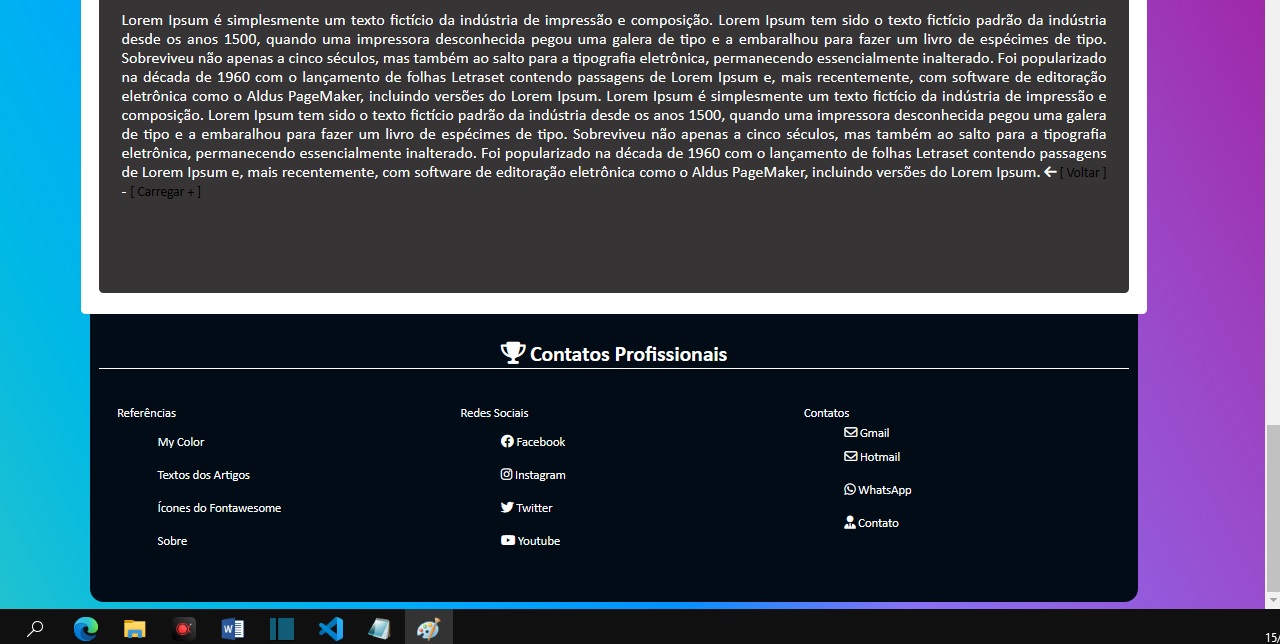 Lorem Ipsum é simplesmente um texto fictício da indústria de impressão e composição. Lorem Ipsum tem sido o texto fictício padrão da indústria
desde os anos 1500, quando uma impressora desconhecida pegou uma galera de tipo e a embaralhou para fazer um livro de espécimes de tipo.
Sobreviveu não apenas a cinco séculos, mas também ao salto para a tipografia eletrônica, permanecendo essencialmente inalterado. Foi popularizado
na década de 1960 com o lançamento de folhas Letraset contendo passagens de Lorem Ipsum e, mais recentemente, com software de editoração
eletrônica como o Aldus PageMaker, incluindo versões do Lorem Ipsum. Lorem Ipsum é simplesmente um texto fictício da indústria de impressão e
composição. Lorem Ipsum tem sido o texto fictício padrão da indústria desde os anos 1500, quando uma impressora desconhecida pegou uma galera
de tipo e a embaralhou para fazer um livro de espécimes de tipo. Sobreviveu não apenas a cinco séculos, mas também ao salto para a tipografia
eletrônica, permanecendo essencialmente inalterado. Foi popularizado na década de 1960 com o lançamento de folhas Letraset contendo passagens
de Lorem Ipsum e, mais recentemente, com software de editoração eletrônica como o Aldus PageMaker, incluindo versões do Lorem Ipsum. [ Voltar ]
- [ Carregar + ]
Contatos Profissionais
Referências
My Color
Textos dos Artigos
Ícones do Fontawesome
Sobre
Redes Sociais
Facebook
Instagram
Twitter
Youtube
Contatos
Gmail
Hotmail
WhatsApp
Contato
15/